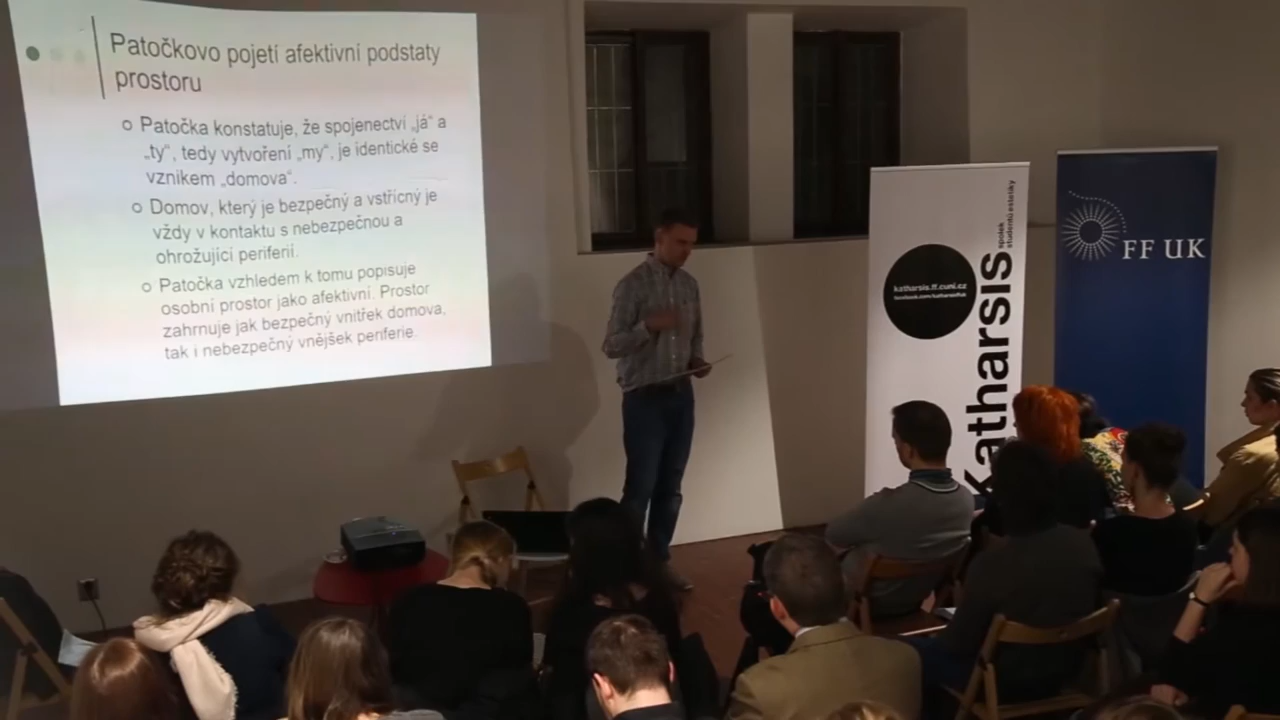 Patočkovo pojetí afektivní podstaty
prostoru
Patočka konstatuje, že spojenectví „já" a
„ty", tedy vytvoření „my", je identické se
vznikem „domova".
Domov, který je bezpečný a vstřícný je
vždy v kontaktu s nebezpečnou a
ohrožující periferií.
Patočka vzhledem k tomu popisuje
osobní prostor jako afektivní. Prostor
zahrnuje jak bezpečný vnitřek domova,
tak i nebezpečný vnějšek periferie.
katharsis.ff.cuni.cz
facebook.com/katharsisffuk
Katharsis
spolek
studentů estetiky
FF UK